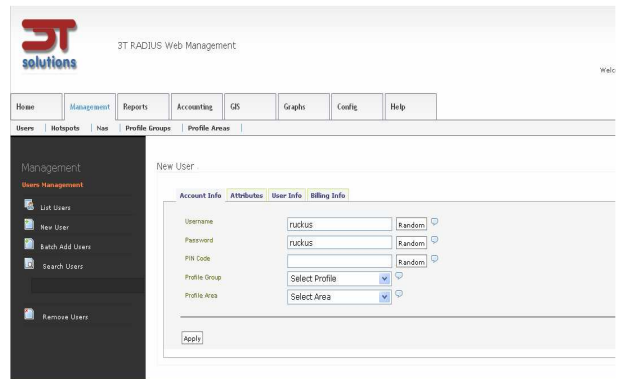 3T
solutions
3T RADIUS Web Management
Welc
Home Management Reports Accounting GIS Graphs Config Help
Users | Hotspots | Nas | Profile Groups | Profile Areas |
Management
Users Management
List Users
New User
Batch Add Users
Search Users
Remove Users
New User .
Account Info Attributes User Info Billing Info
Username ruckus Random
Password ruckus Random
PIN Code Random
Profile Group Select Profile
Profile Area Select Area
Apply